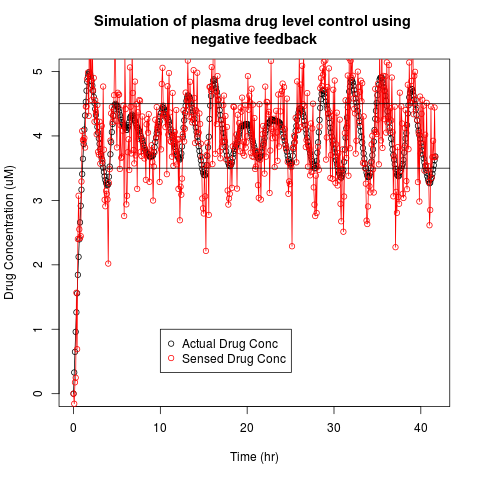 Simulation of plasma drug level control using
negative feedback
Drug Concentration (uM)
5
4
3
2
1
0
Actual Drug Conc
Sensed Drug Conc
0 10 20 30 40
Time (hr)